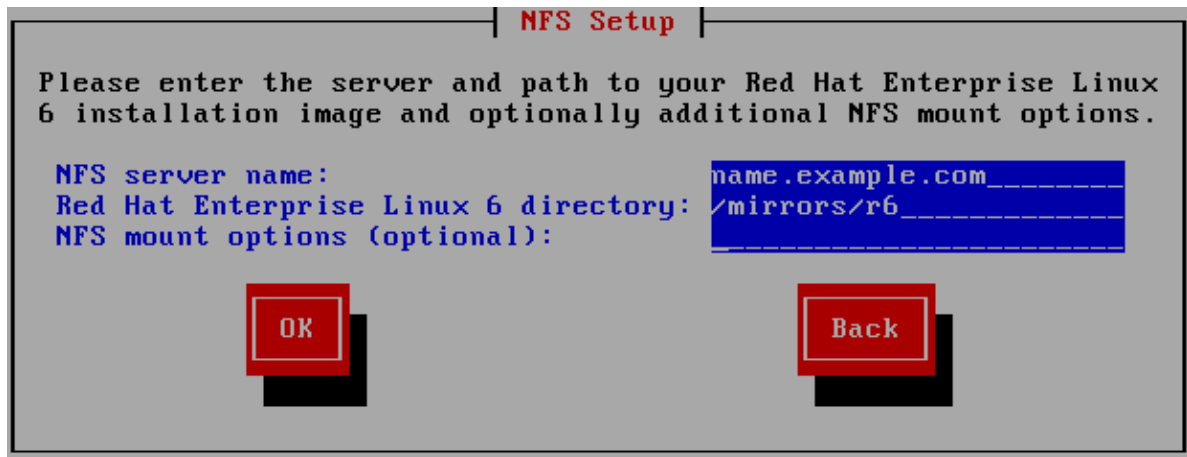 NFS Setup
Please enter the server and path to your Red Hat Enterprise Linux
6 installation image and optionally additional NFS mount options.
NFS server name: name.example.com________
Red Hat Enterprise Linux 6 directory: /mirrors/r6_____________
NFS mount options (optional): ________________________
OK Back